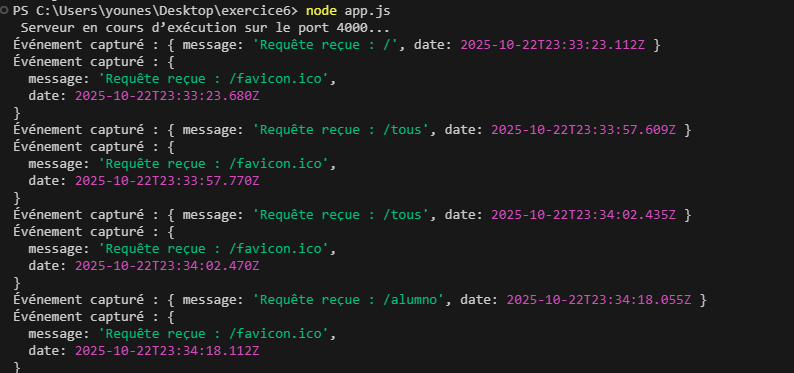 PS C:\Users\younes\Desktop\exercice6> node app.js
Serveur en cours d’exécution sur le port 4000...
Événement capturé : { message: 'Requête reçue : /', date: 2025-10-22T23:33:23.112Z }
Événement capturé : {
message: 'Requête reçue : /favicon.ico',
date: 2025-10-22T23:33:23.680Z
}
Événement capturé : { message: 'Requête reçue : /tous', date: 2025-10-22T23:33:57.609Z }
Événement capturé : {
message: 'Requête reçue : /favicon.ico',
date: 2025-10-22T23:33:57.770Z
}
Événement capturé : { message: 'Requête reçue : /tous', date: 2025-10-22T23:34:02.435Z }
Événement capturé : {
message: 'Requête reçue : /favicon.ico',
date: 2025-10-22T23:34:02.470Z
}
Événement capturé : { message: 'Requête reçue : /alumno', date: 2025-10-22T23:34:18.055Z }
Événement capturé : {
message: 'Requête reçue : /favicon.ico',
date: 2025-10-22T23:34:18.112Z
}